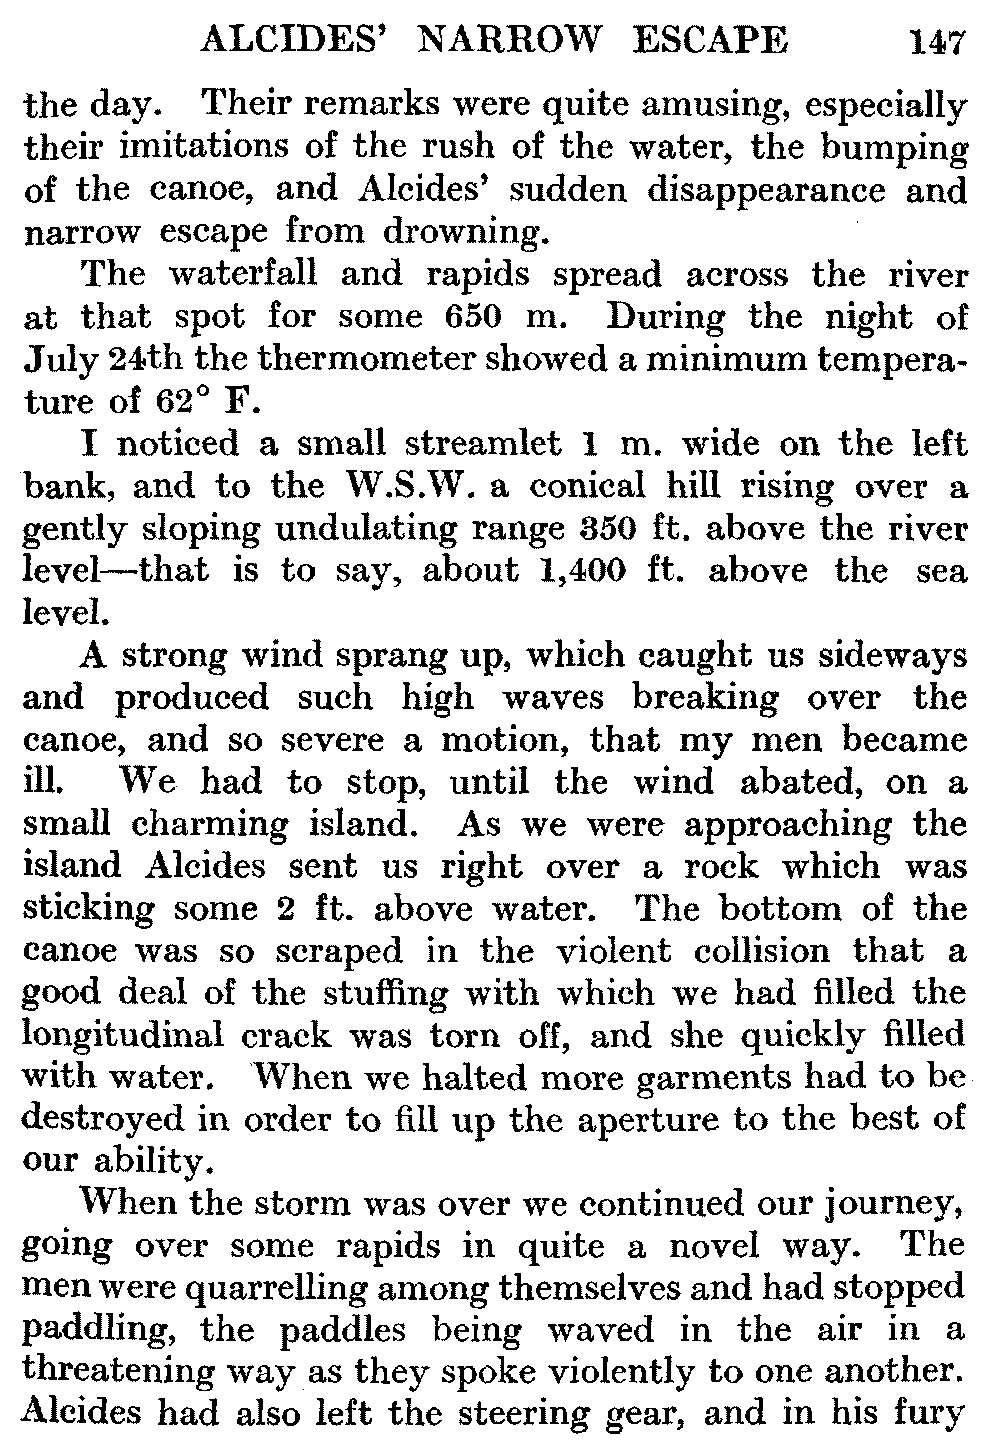 ALCIDES' NARROW ESCAPE 147
the day. Their remarks were quite amusing, especially
their imitations of the rush of the water, the bumping
of the canoe, and Alcides' sudden disappearance and
narrow escape from drowning.
The waterfall and rapids spread across the river
at that spot for some 650 m. During the night of
July 24th the thermometer showed a minimum tempera-
ture of 62° F.
I noticed a small streamlet 1 m. wide on the left
bank, and to the W.S.W. a conical hill rising over a
gently sloping undulating range 350 ft. above the river
level—that is to say, about 1,400 ft. above the sea
level.
A strong wind sprang up, which caught us sideways
and produced such high waves breaking over the
canoe, and so severe a motion, that my men became
ill. We had to stop, until the wind abated, on a
small charming island. As we were approaching the
island Alcides sent us right over a rock which was
sticking some 2 ft. above water. The bottom of the
canoe was so scraped in the violent collision that a
good deal of the stuffing with which we had filled the
longitudinal crack was torn off, and she quickly filled
with water. When we halted more garments had to be
destroyed in order to fill up the aperture to the best of
our ability.
When the storm was over we continued our journey,
going over some rapids in quite a novel way. The
men were quarrelling among themselves and had stopped
paddling, the paddles being waved in the air in a
threatening way as they spoke violently to one another.
Alcides had also left the steering gear, and in his fury